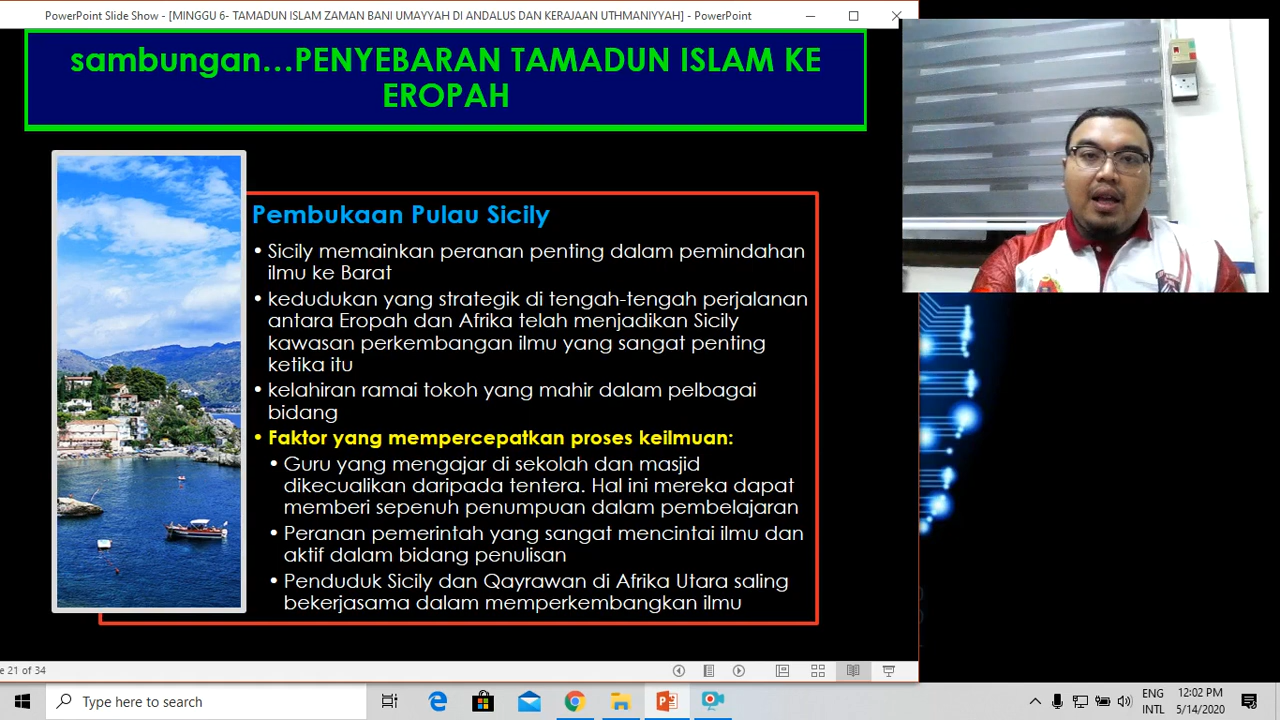 PowerPoint Slide Show - [MINGGU 6- TAMADUN ISLAM ZAMAN BANI UMAYYAH DI ANDALUS DAN KERAJAAN UTHMANIYYAH] - PowerPoint
sambungan...PENYEBARAN TAMADUN ISLAM KE
EROPAH
Pembukaan Pulau Sicily
• Sicily memainkan peranan penting dalam pemindahan
ilmu ke Barat
• kedudukan yang strategik di tengah-tengah perjalanan
antara Eropah dan Afrika telah menjadikan Sicily
kawasan perkembangan ilmu yang sangat penting
ketika itu
• kelahiran ramai tokoh yang mahir dalam pelbagai
bidang
• Faktor yang mempercepatkan proses keilmuan:
• Guru yang mengajar di sekolah dan masjid
dikecualikan daripada tentera. Hal ini mereka dapat
memberi sepenuh penumpuan dalam pembelajaran
• Peranan pemerintah yang sangat mencintai ilmu dan
aktif dalam bidang penulisan
• Penduduk Sicily dan Qayrawan di Afrika Utara saling
bekerjasama dalam memperkembangkan ilmu
e 21 of 34
Type here to search
ENG
INTL
12:02 PM
5/14/2020